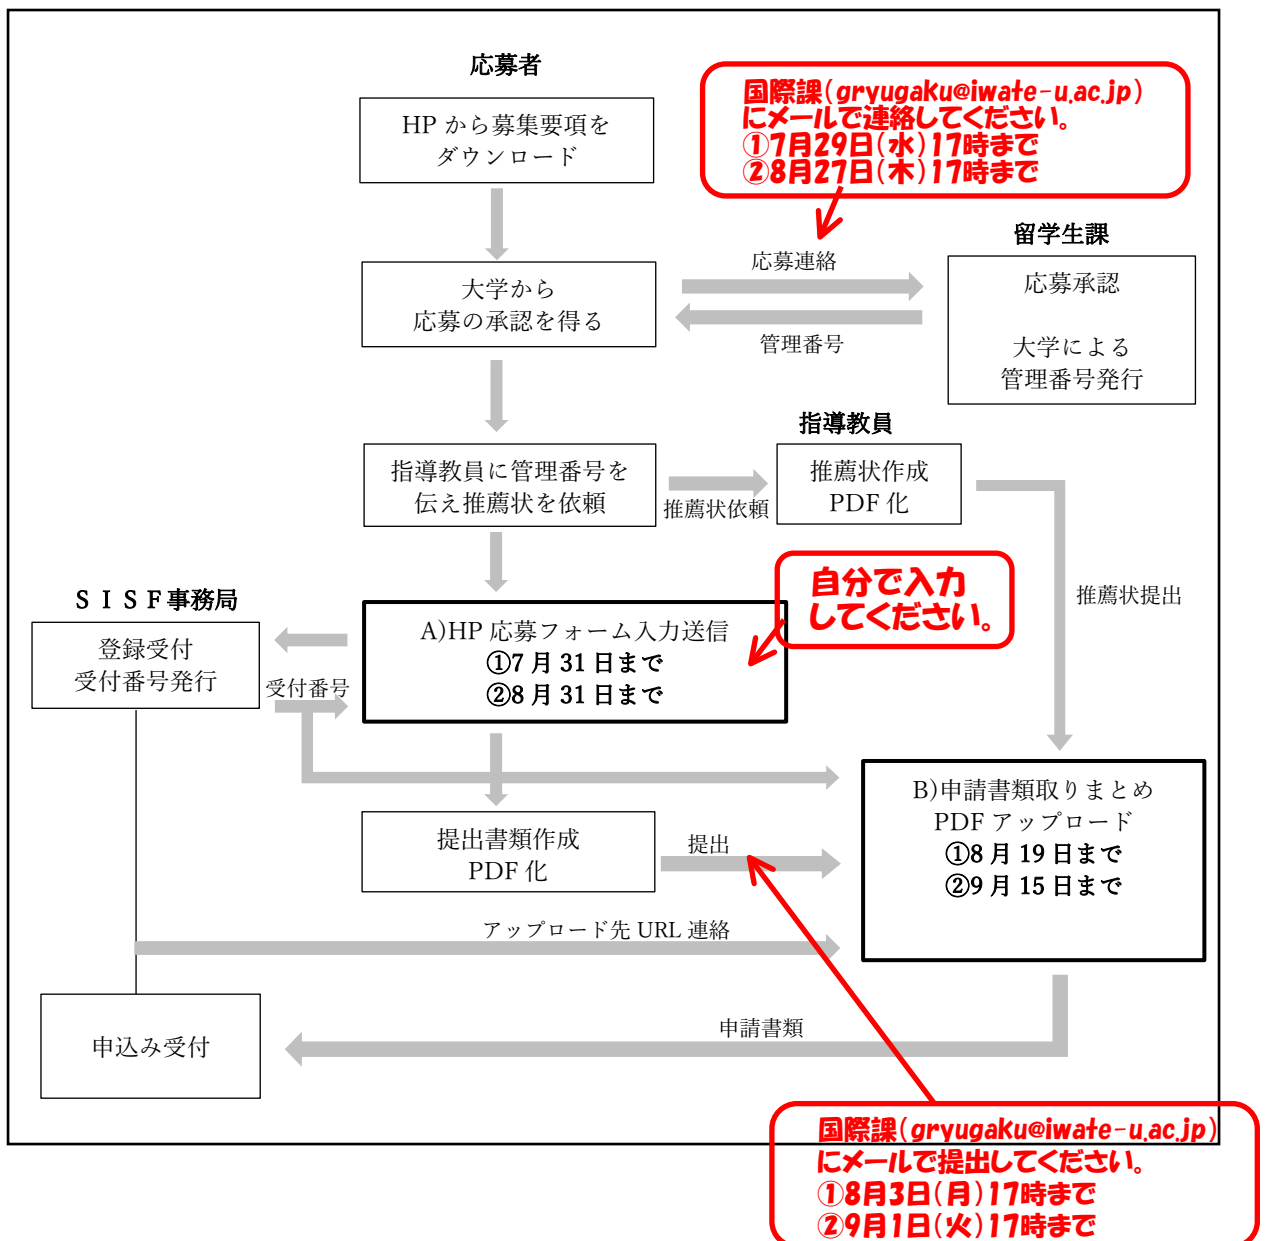 応募者
HP から募集要項を
ダウンロード
国際課(gryugaku@iwate-u.ac.jp)
にメールで連絡してください。
①7月29日(水)17時まで
②8月27日(木)17時まで
留学生課
応募連絡
大学から
応募の承認を得る
管理番号
応募承認
大学による
管理番号発行
指導教員
指導教員に管理番号を
伝え推薦状を依頼
推薦状依頼
推薦状作成
PDF 化
自分で入力
してください。
推薦状提出
ＳＩＳＦ事務局
登録受付
受付番号発行
受付番号
A)HP 応募フォーム入力送信
①7 月 31 日まで
②8 月 31 日まで
B)申請書類取りまとめ
PDF アップロード
①8 月 19 日まで
②9 月 15 日まで
提出書類作成
PDF 化
提出
アップロード先 URL 連絡
申請書類
申込み受付
国際課(gryugaku@iwate-u.ac.jp)
にメールで提出してください。
①8月3日(月)17時まで
②9月1日(火)17時まで